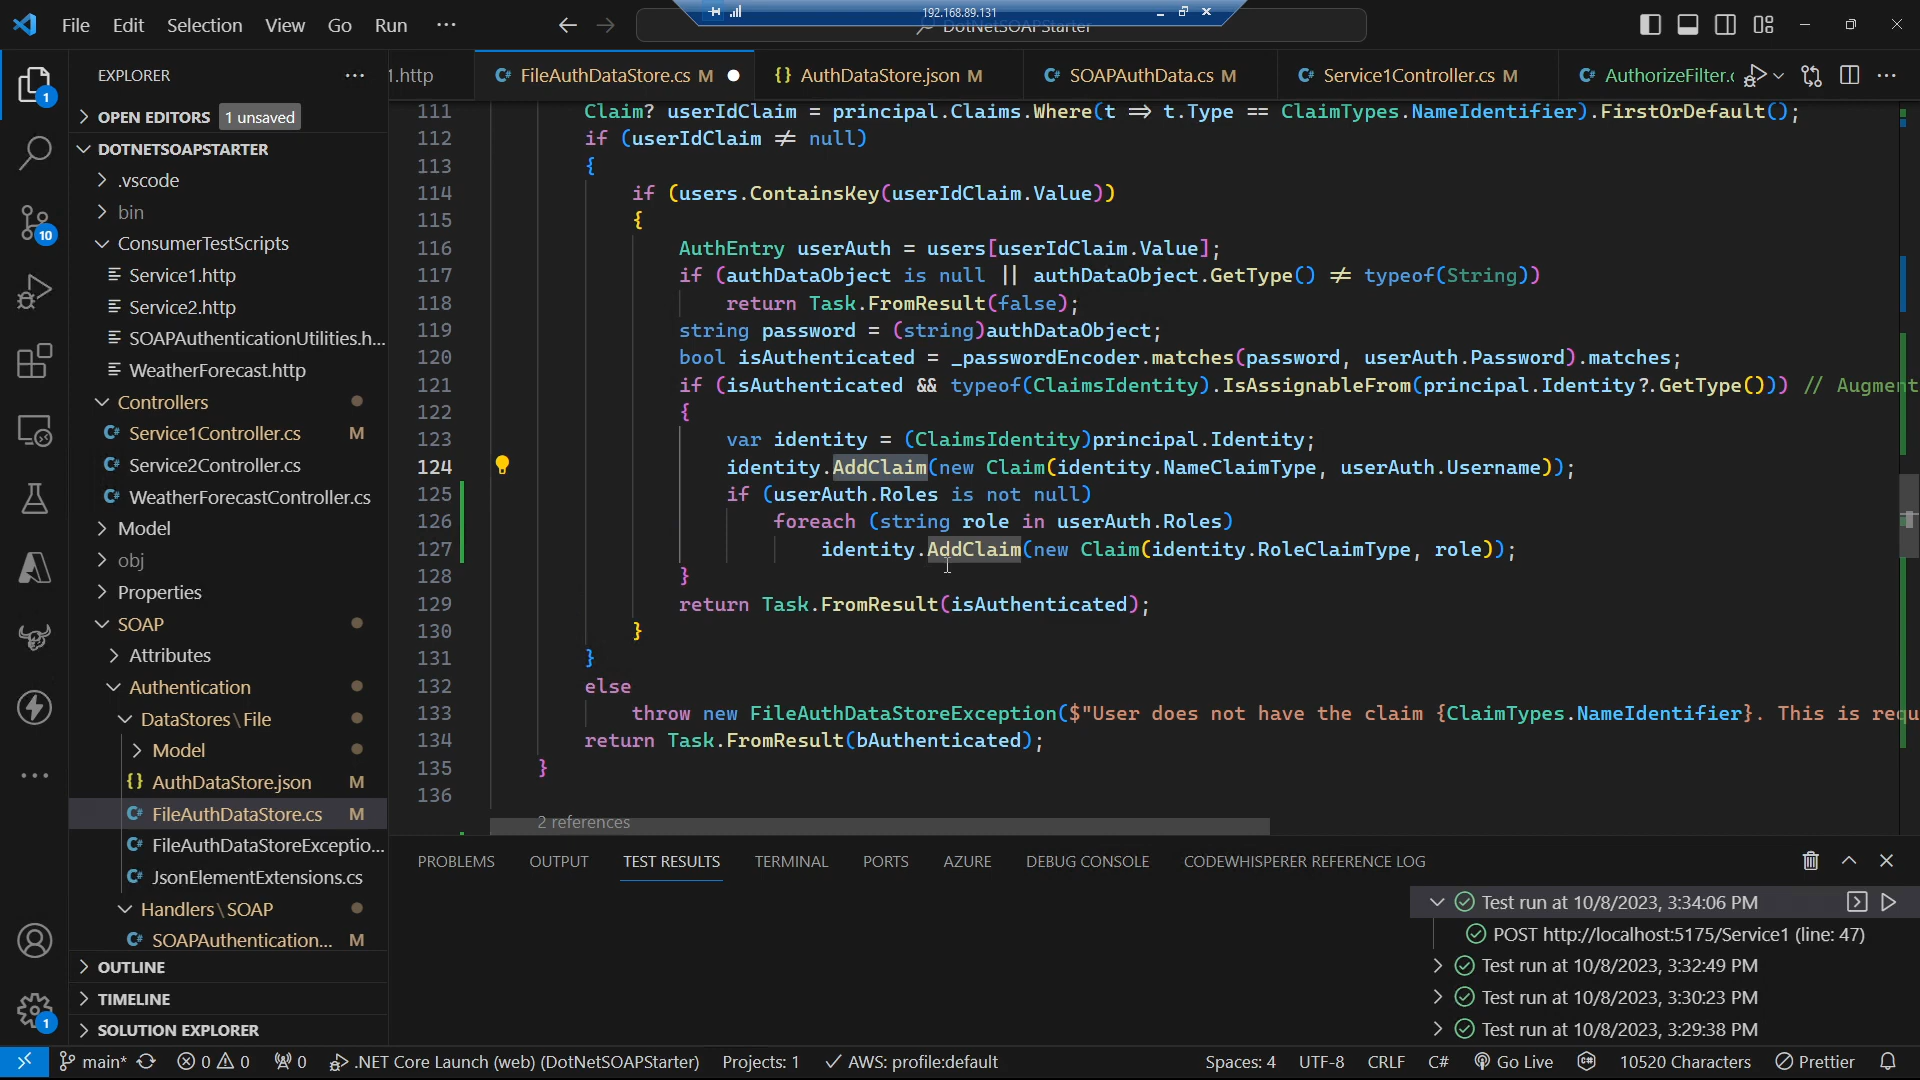 File Edit Selection View Go Run ···
192.168.89.131
DotNetSOAPStarter
EXPLORER
OPEN EDITORS 1 unsaved
DOTNETSOAPSTARTER
.vscode
bin
ConsumerTestScripts
Service1.http
Service2.http
SOAPAuthenticationUtilities.h...
WeatherForecast.http
Controllers
Service1Controller.cs M
Service2Controller.cs
WeatherForecastController.cs
Model
obj
Properties
SOAP
Attributes
Authentication
DataStores\File
Model
AuthDataStore.json M
FileAuthDataStore.cs M
FileAuthDataStoreExceptio...
JsonElementExtensions.cs
Handlers\SOAP
SOAPAuthentication... M
OUTLINE
TIMELINE
SOLUTION EXPLORER
1.http FileAuthDataStore.cs M AuthDataStore.json M SOAPAuthData.cs M Service1Controller.cs M AuthorizeFilter.c
111 Claim? userIdClaim = principal.Claims.Where(t => t.Type == ClaimTypes.NameIdentifier).FirstOrDefault();
112 if (userIdClaim != null)
113 {
114 if (users.ContainsKey(userIdClaim.Value))
115 {
116 AuthEntry userAuth = users[userIdClaim.Value];
117 if (authDataObject is null || authDataObject.GetType() != typeof(String))
118 return Task.FromResult(false);
119 string password = (string)authDataObject;
120 bool isAuthenticated = _passwordEncoder.matches(password, userAuth.Password).matches;
121 if (isAuthenticated && typeof(ClaimsIdentity).IsAssignableFrom(principal.Identity?.GetType())) // Augment
122 {
123 var identity = (ClaimsIdentity)principal.Identity;
124 identity.AddClaim(new Claim(identity.NameClaimType, userAuth.Username));
125 if (userAuth.Roles is not null)
126 foreach (string role in userAuth.Roles)
127 identity.AddClaim(new Claim(identity.RoleClaimType, role));
128 }
129 return Task.FromResult(isAuthenticated);
130 }
131 }
132 else
133 throw new FileAuthDataStoreException($"User does not have the claim {ClaimTypes.NameIdentifier}. This is requ
134 return Task.FromResult(bAuthenticated);
135 }
136
2 references
PROBLEMS OUTPUT TEST RESULTS TERMINAL PORTS AZURE DEBUG CONSOLE CODEWHISPERER REFERENCE LOG
Test run at 10/8/2023, 3:34:06 PM
POST http://localhost:5175/Service1 (line: 47)
Test run at 10/8/2023, 3:32:49 PM
Test run at 10/8/2023, 3:30:23 PM
Test run at 10/8/2023, 3:29:38 PM
1
10
1
main* 0 0 0 .NET Core Launch (web) (DotNetSOAPStarter) Projects: 1 AWS: profile:default Spaces: 4 UTF-8 CRLF C# Go Live 10520 Characters Prettier